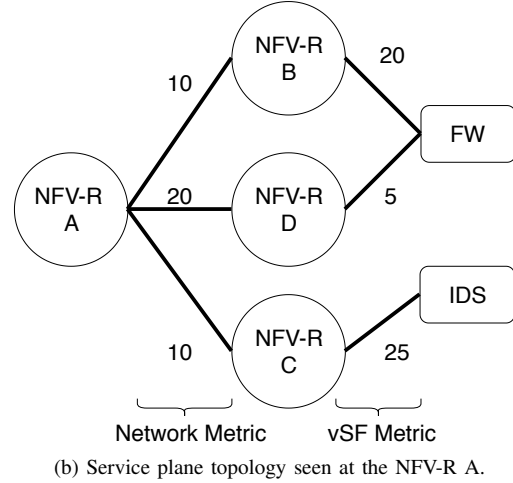 NFV-R
B
20
10
FW
NFV-R
A
20
NFV-R
D
5
IDS
NFV-R
C
10
25
Network Metric
vSF Metric
(b) Service plane topology seen at the NFV-R A.